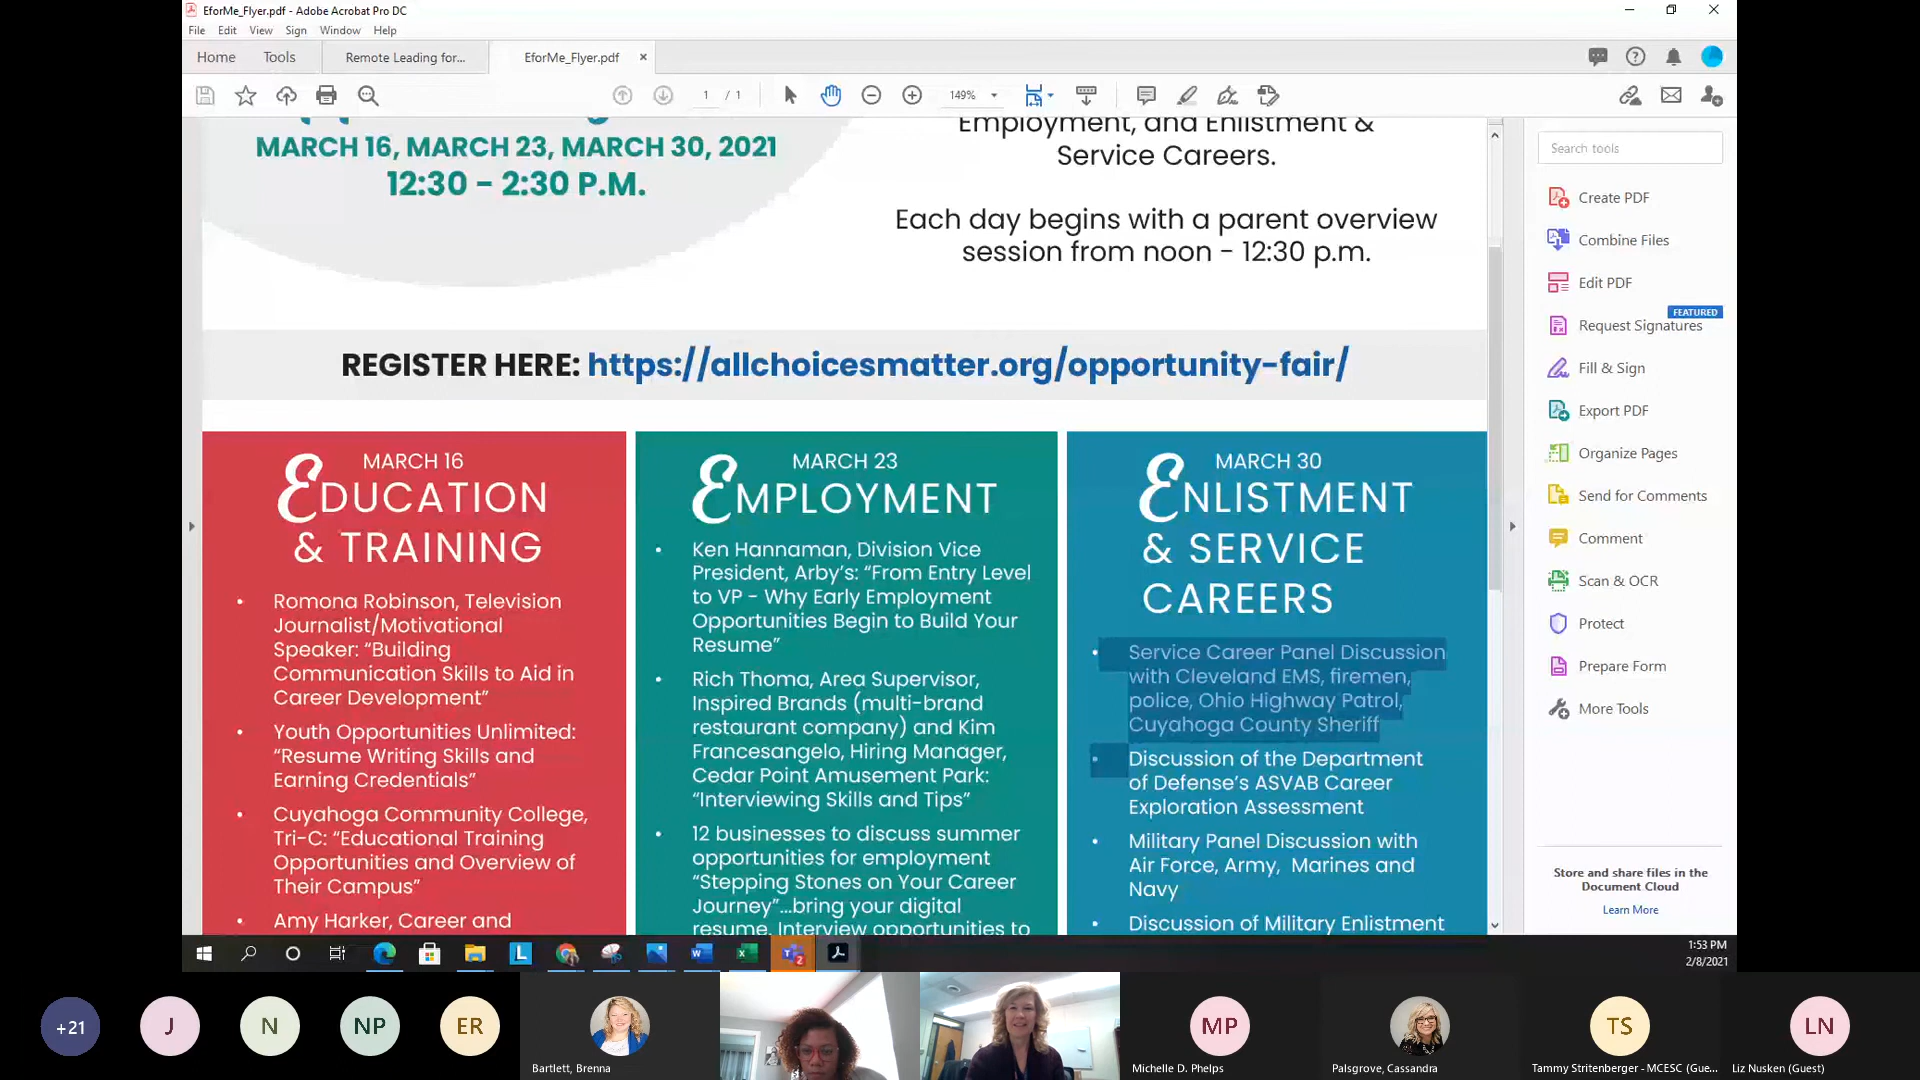 EforMe_Flyer.pdf - Adobe Acrobat Pro DC
File Edit View Sign Window Help
Home Tools Remote Leading for... EforMe_Flyer.pdf ×
1 / 1 149%
MARCH 16, MARCH 23, MARCH 30, 2021
12:30 - 2:30 P.M.
Employment, and Enlistment &
Service Careers.
Each day begins with a parent overview
session from noon - 12:30 p.m.
REGISTER HERE: https://allchoicesmatter.org/opportunity-fair/
MARCH 16
EDUCATION
& TRAINING
• Romona Robinson, Television
Journalist/Motivational
Speaker: “Building
Communication Skills to Aid in
Career Development”
• Youth Opportunities Unlimited:
“Resume Writing Skills and
Earning Credentials”
• Cuyahoga Community College,
Tri-C: “Educational Training
Opportunities and Overview of
Their Campus”
• Amy Harker, Career and
MARCH 23
EMPLOYMENT
• Ken Hannaman, Division Vice
President, Arby’s: “From Entry Level
to VP - Why Early Employment
Opportunities Begin to Build Your
Resume”
• Rich Thoma, Area Supervisor,
Inspired Brands (multi-brand
restaurant company) and Kim
Francesangelo, Hiring Manager,
Cedar Point Amusement Park:
“Interviewing Skills and Tips”
• 12 businesses to discuss summer
opportunities for employment
“Stepping Stones on Your Career
Journey”...bring your digital
resume. Interview opportunities to
MARCH 30
ENLISTMENT
& SERVICE
CAREERS
• Service Career Panel Discussion
with Cleveland EMS, firemen,
police, Ohio Highway Patrol,
Cuyahoga County Sheriff
• Discussion of the Department
of Defense’s ASVAB Career
Exploration Assessment
• Military Panel Discussion with
Air Force, Army, Marines and
Navy
• Discussion of Military Enlistment
Search tools
Create PDF
Combine Files
Edit PDF
FEATURED
Request Signatures
Fill & Sign
Export PDF
Organize Pages
Send for Comments
Comment
Scan & OCR
Protect
Prepare Form
More Tools
Store and share files in the
Document Cloud
Learn More
1:53 PM
2/8/2021
+21 J N NP ER MP TS LN
Bartlett, Brenna
Michelle D. Phelps
Palsgrove, Cassandra
Tammy Stritenberger - MCESC (Gue...
Liz Nusken (Guest)